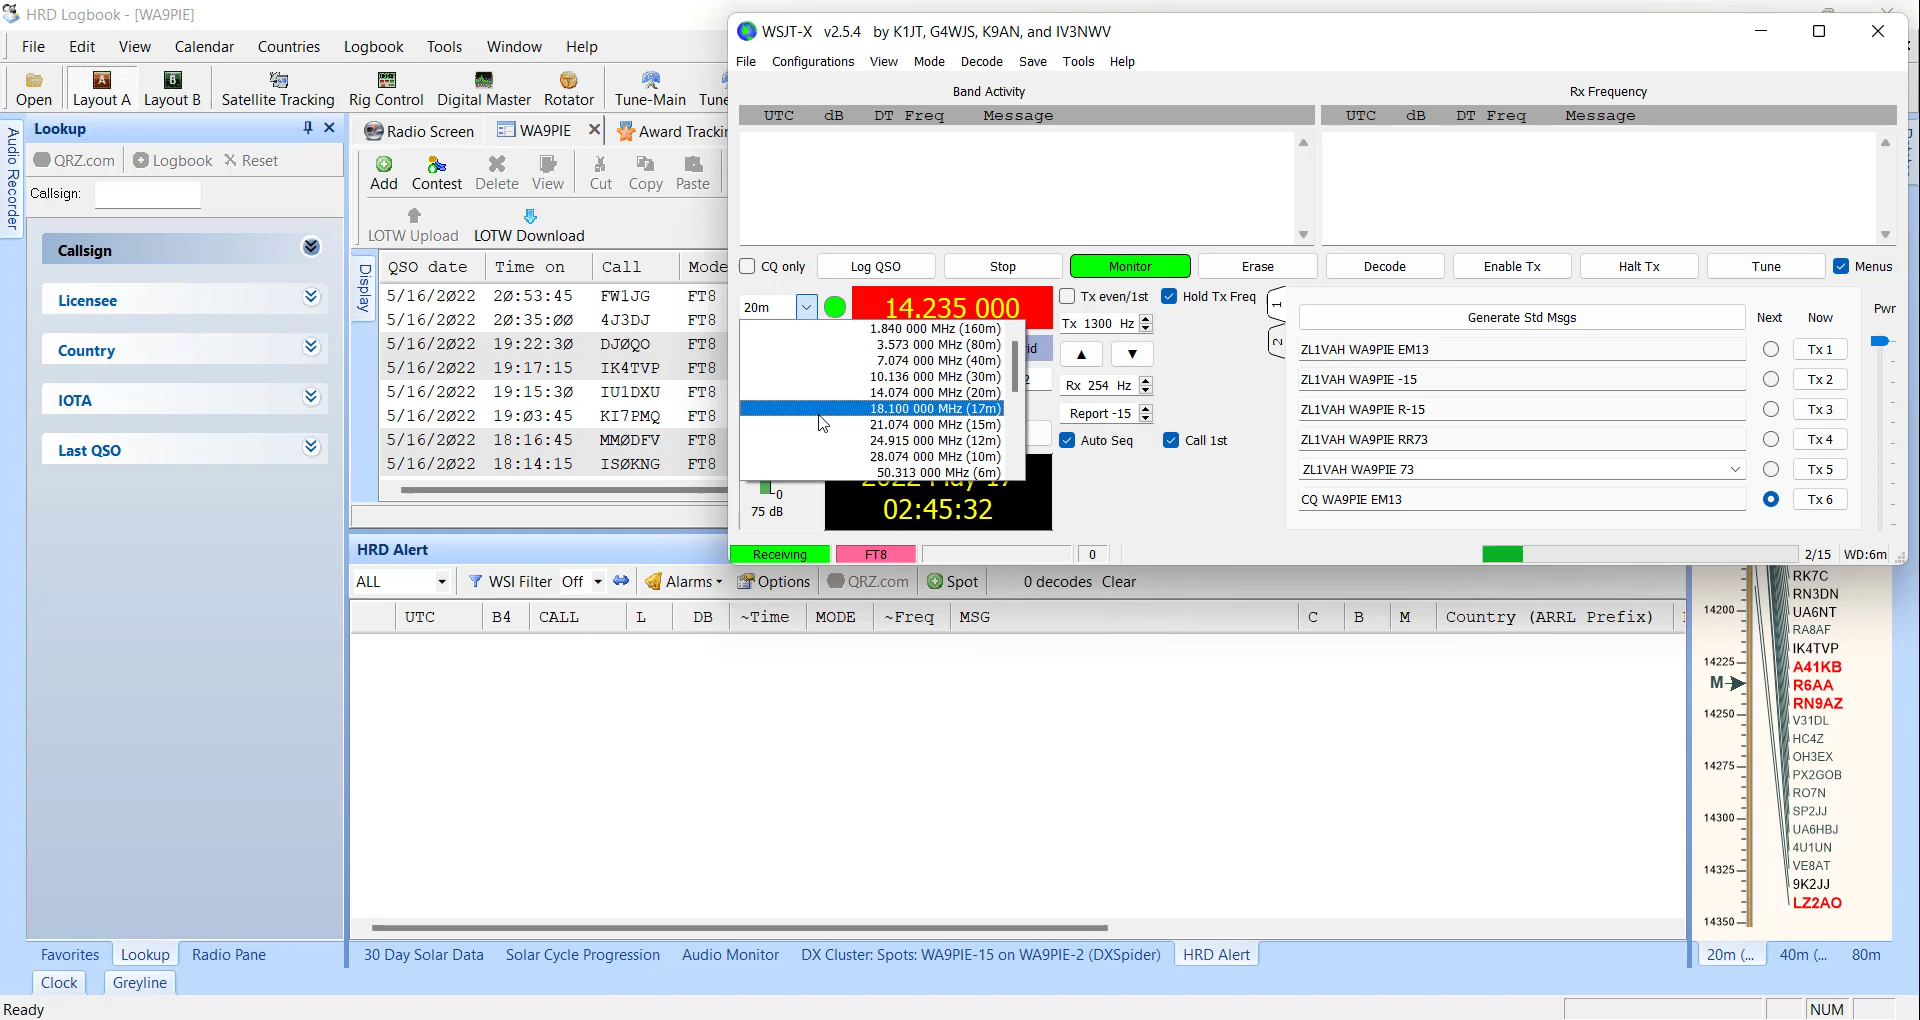 HRD Logbook - [WA9PIE]
File Edit View Calendar Countries Logbook Tools Window Help
Open Layout A Layout B Satellite Tracking Rig Control Digital Master Rotator Tune-Main Tune
Audio Recorder
Lookup
QRZ.com Logbook Reset
Callsign:
Callsign
Licensee
Country
IOTA
Last QSO
Favorites Lookup Radio Pane
Clock Greyline
Ready
Radio Screen WA9PIE Award Trackin
Add Contest Delete View Cut Copy Paste
LOTW Upload LOTW Download
Display
QSO date Time on Call Mode
5/16/2022 20:53:45 FW1JG FT8
5/16/2022 20:35:00 4J3DJ FT8
5/16/2022 19:22:30 DJØQO FT8
5/16/2022 19:17:15 IK4TVP FT8
5/16/2022 19:15:30 IU1DXU FT8
5/16/2022 19:03:45 KI7PMQ FT8
5/16/2022 18:16:45 MMØDFV FT8
5/16/2022 18:14:15 ISØKNG FT8
WSJT-X v2.5.4 by K1JT, G4WJS, K9AN, and IV3NWV
File Configurations View Mode Decode Save Tools Help
Band Activity Rx Frequency
UTC dB DT Freq Message UTC dB DT Freq Message
CQ only Log QSO Stop Monitor Erase Decode Enable Tx Halt Tx Tune Menus
20m 14.235 000
1.840 000 MHz (160m)
3.573 000 MHz (80m)
7.074 000 MHz (40m)
10.136 000 MHz (30m)
14.074 000 MHz (20m)
18.100 000 MHz (17m)
21.074 000 MHz (15m)
24.915 000 MHz (12m)
28.074 000 MHz (10m)
50.313 000 MHz (6m)
id
2
0
75 dB
2022 May 17
02:45:32
Tx even/1st Hold Tx Freq
Tx 1300 Hz
Rx 254 Hz
Report -15
Auto Seq Call 1st
1
2
Generate Std Msgs Next Now Pwr
ZL1VAH WA9PIE EM13 Tx 1
ZL1VAH WA9PIE -15 Tx 2
ZL1VAH WA9PIE R-15 Tx 3
ZL1VAH WA9PIE RR73 Tx 4
ZL1VAH WA9PIE 73 Tx 5
CQ WA9PIE EM13 Tx 6
Receiving FT8 0 2/15 WD:6m
HRD Alert
ALL WSI Filter Off Alarms Options QRZ.com Spot 0 decodes Clear
UTC B4 CALL L DB ~Time MODE ~Freq MSG C B M Country (ARRL Prefix)
30 Day Solar Data Solar Cycle Progression Audio Monitor DX Cluster: Spots: WA9PIE-15 on WA9PIE-2 (DXSpider) HRD Alert
14200
14225
M
14250
14275
14300
14325
14350
RK7C
RN3DN
UA6NT
RA8AF
IK4TVP
A41KB
R6AA
RN9AZ
V31DL
HC4Z
OH3EX
PX2GOB
RO7N
SP2JJ
UA6HBJ
4U1UN
VE8AT
9K2JJ
LZ2AO
20m (... 40m (... 80m
NUM